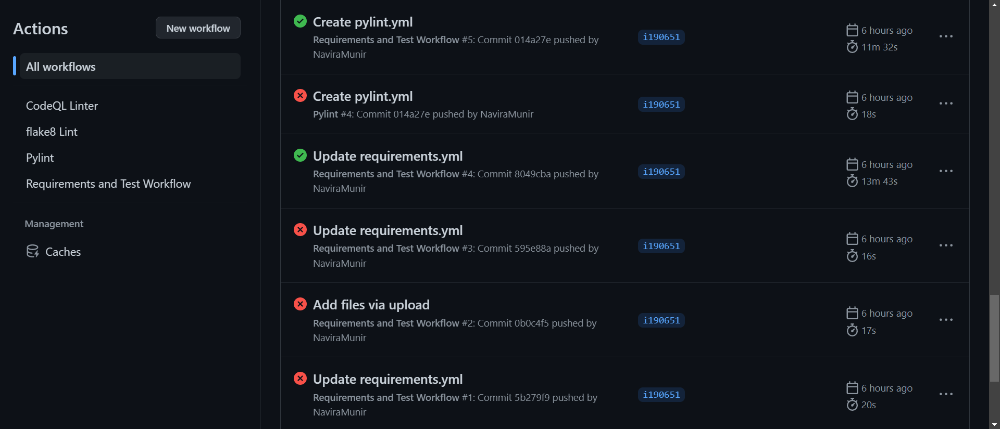 Actions
New workflow
All workflows
CodeQL Linter
flake8 Lint
Pylint
Requirements and Test Workflow
Management
Caches
Create pylint.yml
Requirements and Test Workflow #5: Commit 014a27e pushed by
NaviraMunir
i190651
6 hours ago
11m 32s
Create pylint.yml
Pylint #4: Commit 014a27e pushed by NaviraMunir
i190651
6 hours ago
18s
Update requirements.yml
Requirements and Test Workflow #4: Commit 8049cba pushed by
NaviraMunir
i190651
6 hours ago
13m 43s
Update requirements.yml
Requirements and Test Workflow #3: Commit 595e88a pushed by
NaviraMunir
i190651
6 hours ago
16s
Add files via upload
Requirements and Test Workflow #2: Commit 0b0c4f5 pushed by
NaviraMunir
i190651
6 hours ago
17s
Update requirements.yml
Requirements and Test Workflow #1: Commit 5b279f9 pushed by
NaviraMunir
i190651
6 hours ago
20s